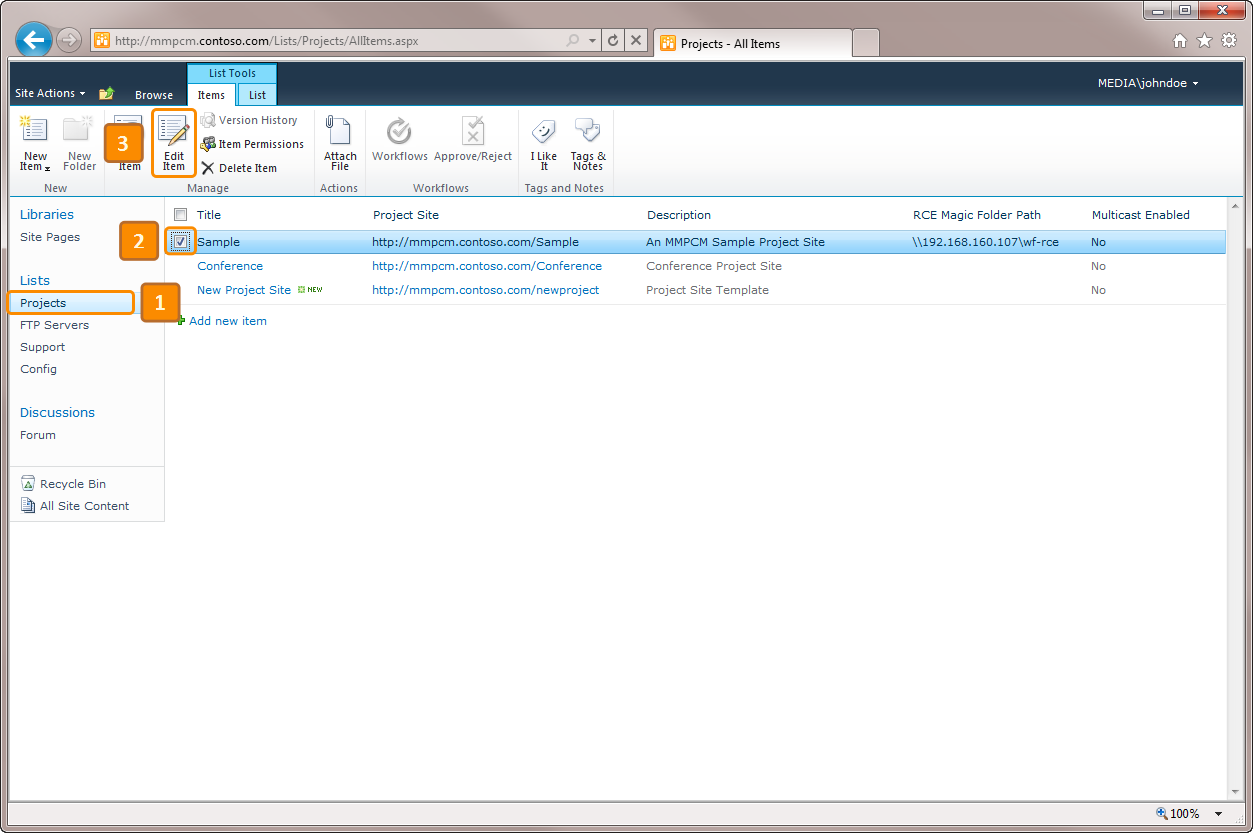 http://mmpcm.contoso.com/Lists/Projects/AllItems.aspx
Projects - All Items
List Tools
MEDIA\johndoe
Site Actions
Browse
Items
List
New Item
New Folder
3
Item
Edit Item
Version History
Item Permissions
Delete Item
Attach File
Workflows
Approve/Reject
I Like It
Tags & Notes
New
Manage
Actions
Workflows
Tags and Notes
Libraries
Site Pages
Lists
Projects
1
FTP Servers
Support
Config
Discussions
Forum
Recycle Bin
All Site Content
Title Project Site Description RCE Magic Folder Path Multicast Enabled
2
Sample http://mmpcm.contoso.com/Sample An MMPCM Sample Project Site \\192.168.160.107\wf-rce No
Conference http://mmpcm.contoso.com/Conference Conference Project Site No
New Project Site NEW http://mmpcm.contoso.com/newproject Project Site Template No
Add new item
100%